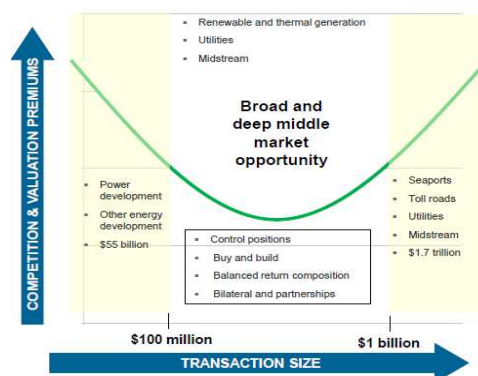 Renewable and thermal generation
Utilities
Midstream
COMPETITION & VALUATION PREMIUMS
Broad and
deep middle
market
opportunity
Power
development
Other energy
development
$55 billion
Control positions
Buy and build
Balanced return composition
Bilateral and partnerships
Seaports
Toll roads
Utilities
Midstream
$1.7 trillion
$100 million
$1 billion
TRANSACTION SIZE